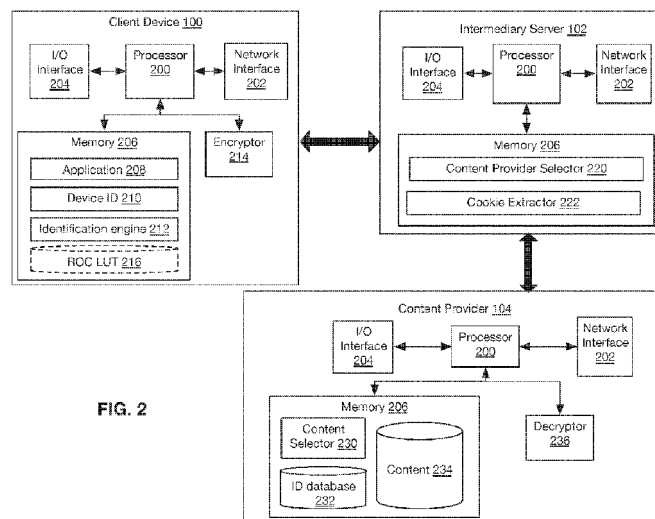 Client Device 100
I/O
Interface
204
Processor
200
Network
Interface
202
Memory 206
Application 208
Device ID 210
Identification engine 212
ROC LUT 216
Encryptor
214
Intermediary Server 102
I/O
Interface
204
Processor
200
Network
Interface
202
Memory 206
Content Provider Selector 220
Cookie Extractor 222
Content Provider 104
I/O
Interface
204
Processor
200
Network
Interface
202
Memory 206
Content
Selector
230
ID database
232
Content 234
Decryptor
236
FIG. 2